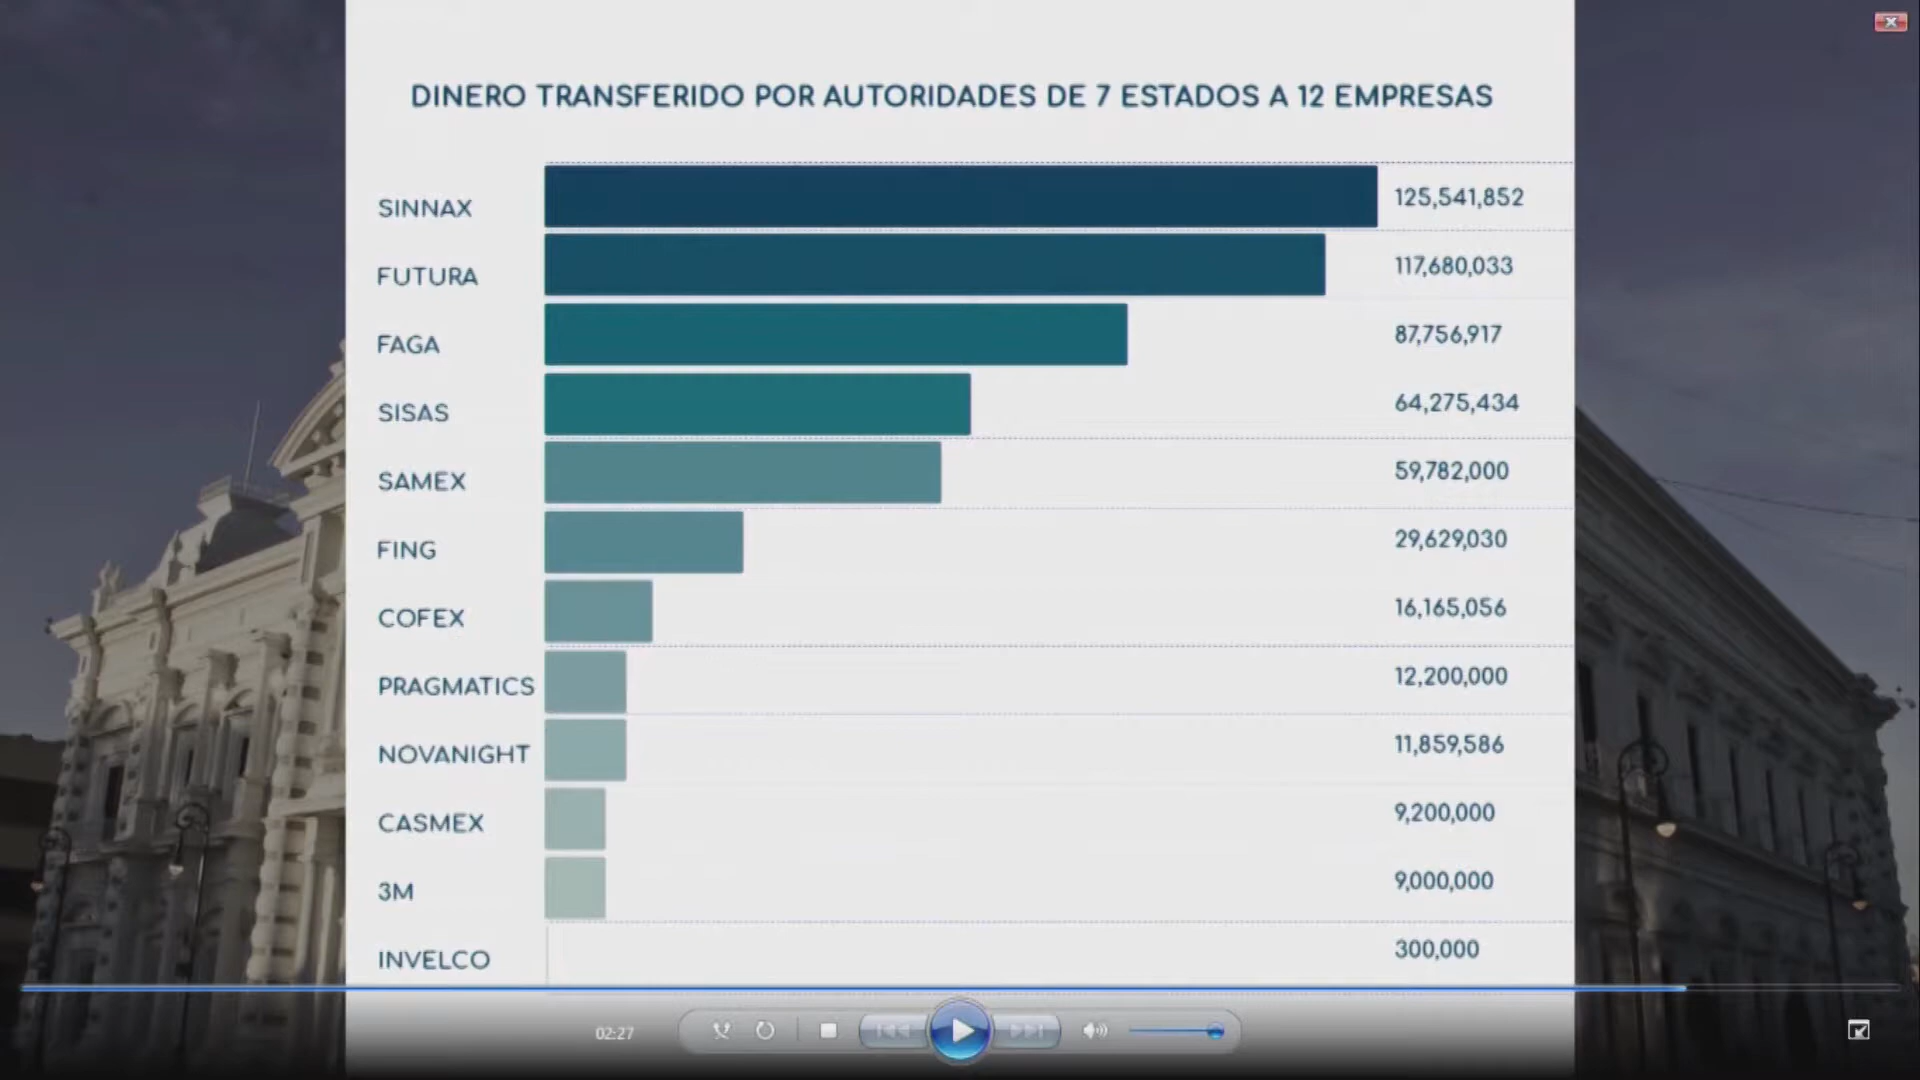 DINERO TRANSFERIDO POR AUTORIDADES DE 7 ESTADOS A 12 EMPRESAS
SINNAX 125,541,852
FUTURA 117,680,033
FAGA 87,756,917
SISAS 64,275,434
SAMEX 59,782,000
FING 29,629,030
COFEX 16,165,056
PRAGMATICS 12,200,000
NOVANIGHT 11,859,586
CASMEX 9,200,000
3M 9,000,000
INVELCO 300,000
02:27